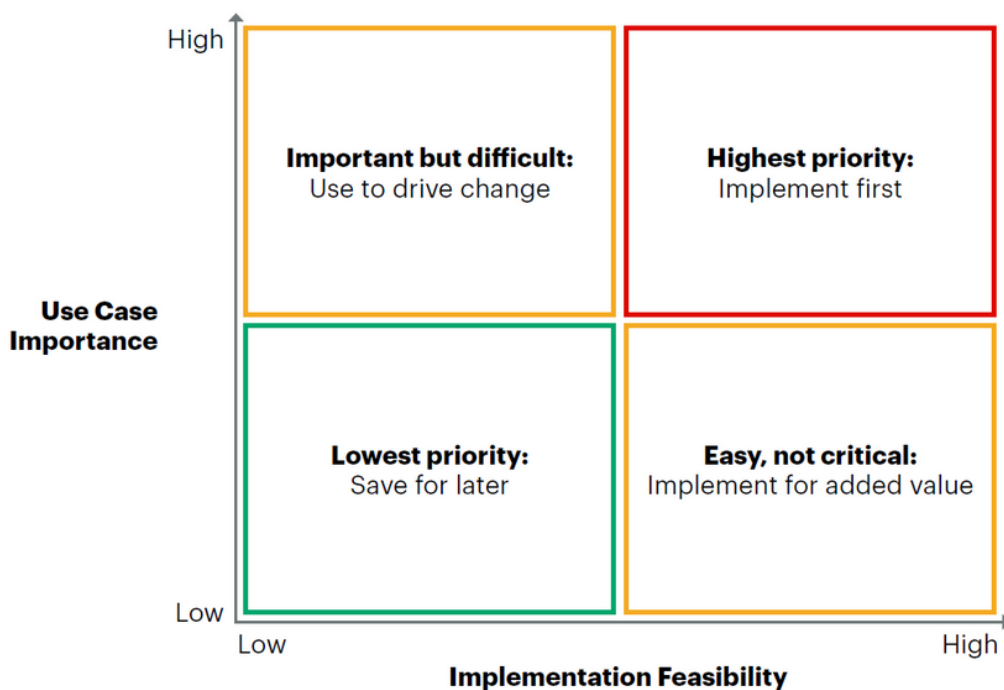 High
Important but difficult:
Use to drive change
Highest priority:
Implement first
Use Case
Importance
Lowest priority:
Save for later
Easy, not critical:
Implement for added value
Low
Low
High
Implementation Feasibility